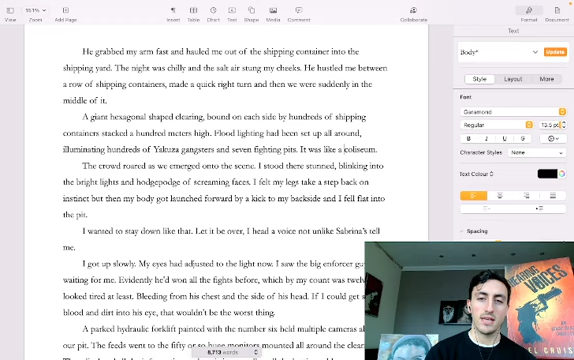 161%
Zoom
Add Page
Insert
Table
Chart
Text
Shape
Media
Comment
Collaborate
Format
Document
Text
Body*
Update
Style
Layout
More
Font
Garamond
Regular
13.5 pt
B I U S
Character Styles
None
Text Colour
Spacing
He grabbed my arm fast and hauled me out of the shipping container into the
shipping yard. The night was chilly and the salt air stung my cheeks. He hustled me between
a row of shipping containers, made a quick right turn and then we were suddenly in the
middle of it.
A giant hexagonal shaped clearing, bound on each side by hundreds of shipping
containers stacked a hundred meters high. Flood lighting had been set up all around,
illuminating hundreds of Yakuza gangsters and seven fighting pits. It was like a coliseum.
The crowd roared as we emerged onto the scene. I stood there stunned, blinking into
the bright lights and hodgepodge of screaming faces. I felt my legs take a step back on
instinct but then my body got launched forward by a kick to my backside and I fell flat into
the pit.
I wanted to stay down like that. Let it be over, I head a voice not unlike Sabrina's tell
me.
I got up slowly. My eyes had adjusted to the light now. I saw the big enforcer
waiting for me. Evidently he'd won all the fights before, which by my count was
looked tired at least. Bleeding from his chest and the side of his head. If I could get
blood and dirt into his eye, that wouldn't be the worst thing.
A parked hydraulic forklift painted with the number six held multiple cameras
our pit. The feeds went to the fifty or so huge monitors mounted all around the
8,713 words
VOICES